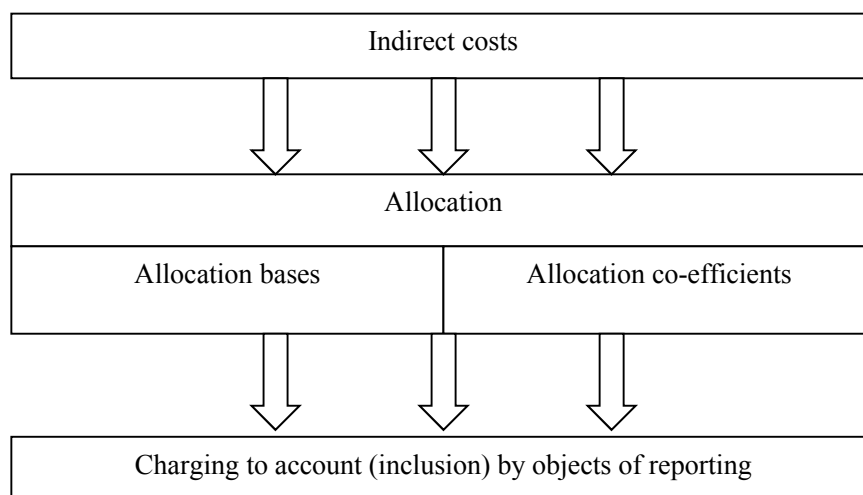 Indirect costs
Allocation
Allocation bases
Allocation co-efficients
Charging to account (inclusion) by objects of reporting